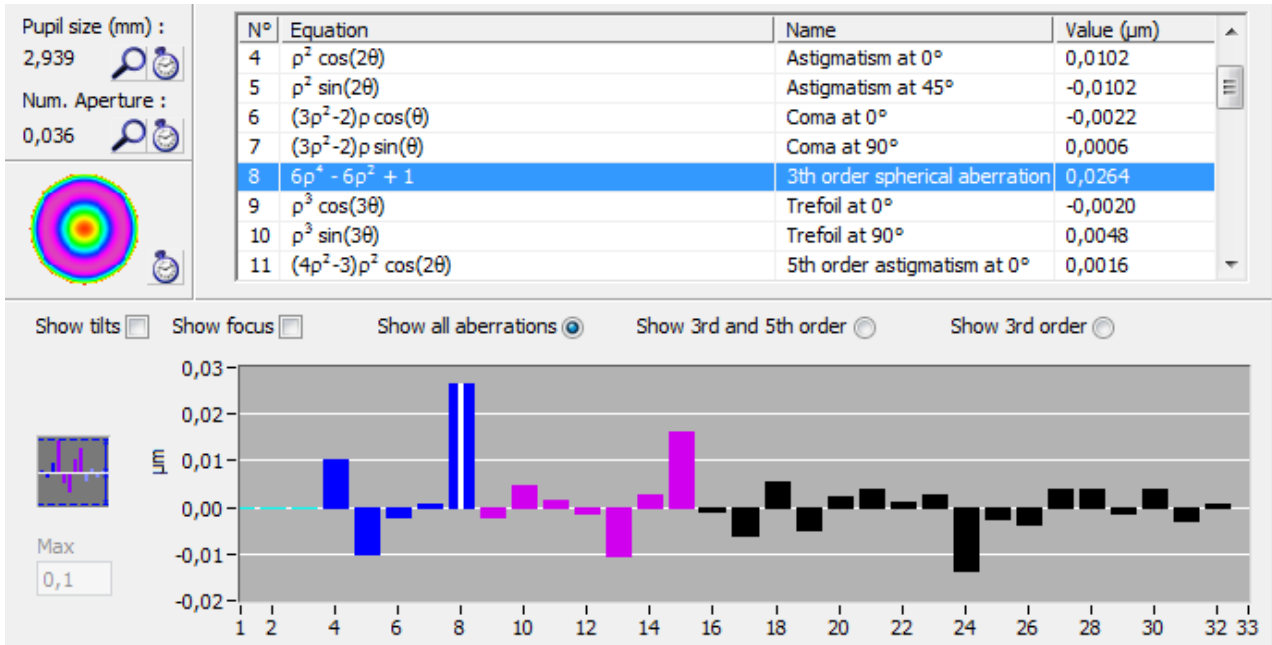 Pupil size (mm) :
2,939
Num. Aperture :
0,036
N° Equation Name Value (µm)
4 ρ² cos(2θ) Astigmatism at 0° 0,0102
5 ρ² sin(2θ) Astigmatism at 45° -0,0102
6 (3ρ²-2)ρ cos(θ) Coma at 0° -0,0022
7 (3ρ²-2)ρ sin(θ) Coma at 90° 0,0006
8 6ρ⁴ - 6ρ² + 1 3th order spherical aberration 0,0264
9 ρ³ cos(3θ) Trefoil at 0° -0,0020
10 ρ³ sin(3θ) Trefoil at 90° 0,0048
11 (4ρ²-3)ρ² cos(2θ) 5th order astigmatism at 0° 0,0016
Show tilts Show focus Show all aberrations Show 3rd and 5th order Show 3rd order
0,03
0,02
0,01
0,00
-0,01
-0,02
µm
Max
0,1
1 2 4 6 8 10 12 14 16 18 20 22 24 26 28 30 32 33